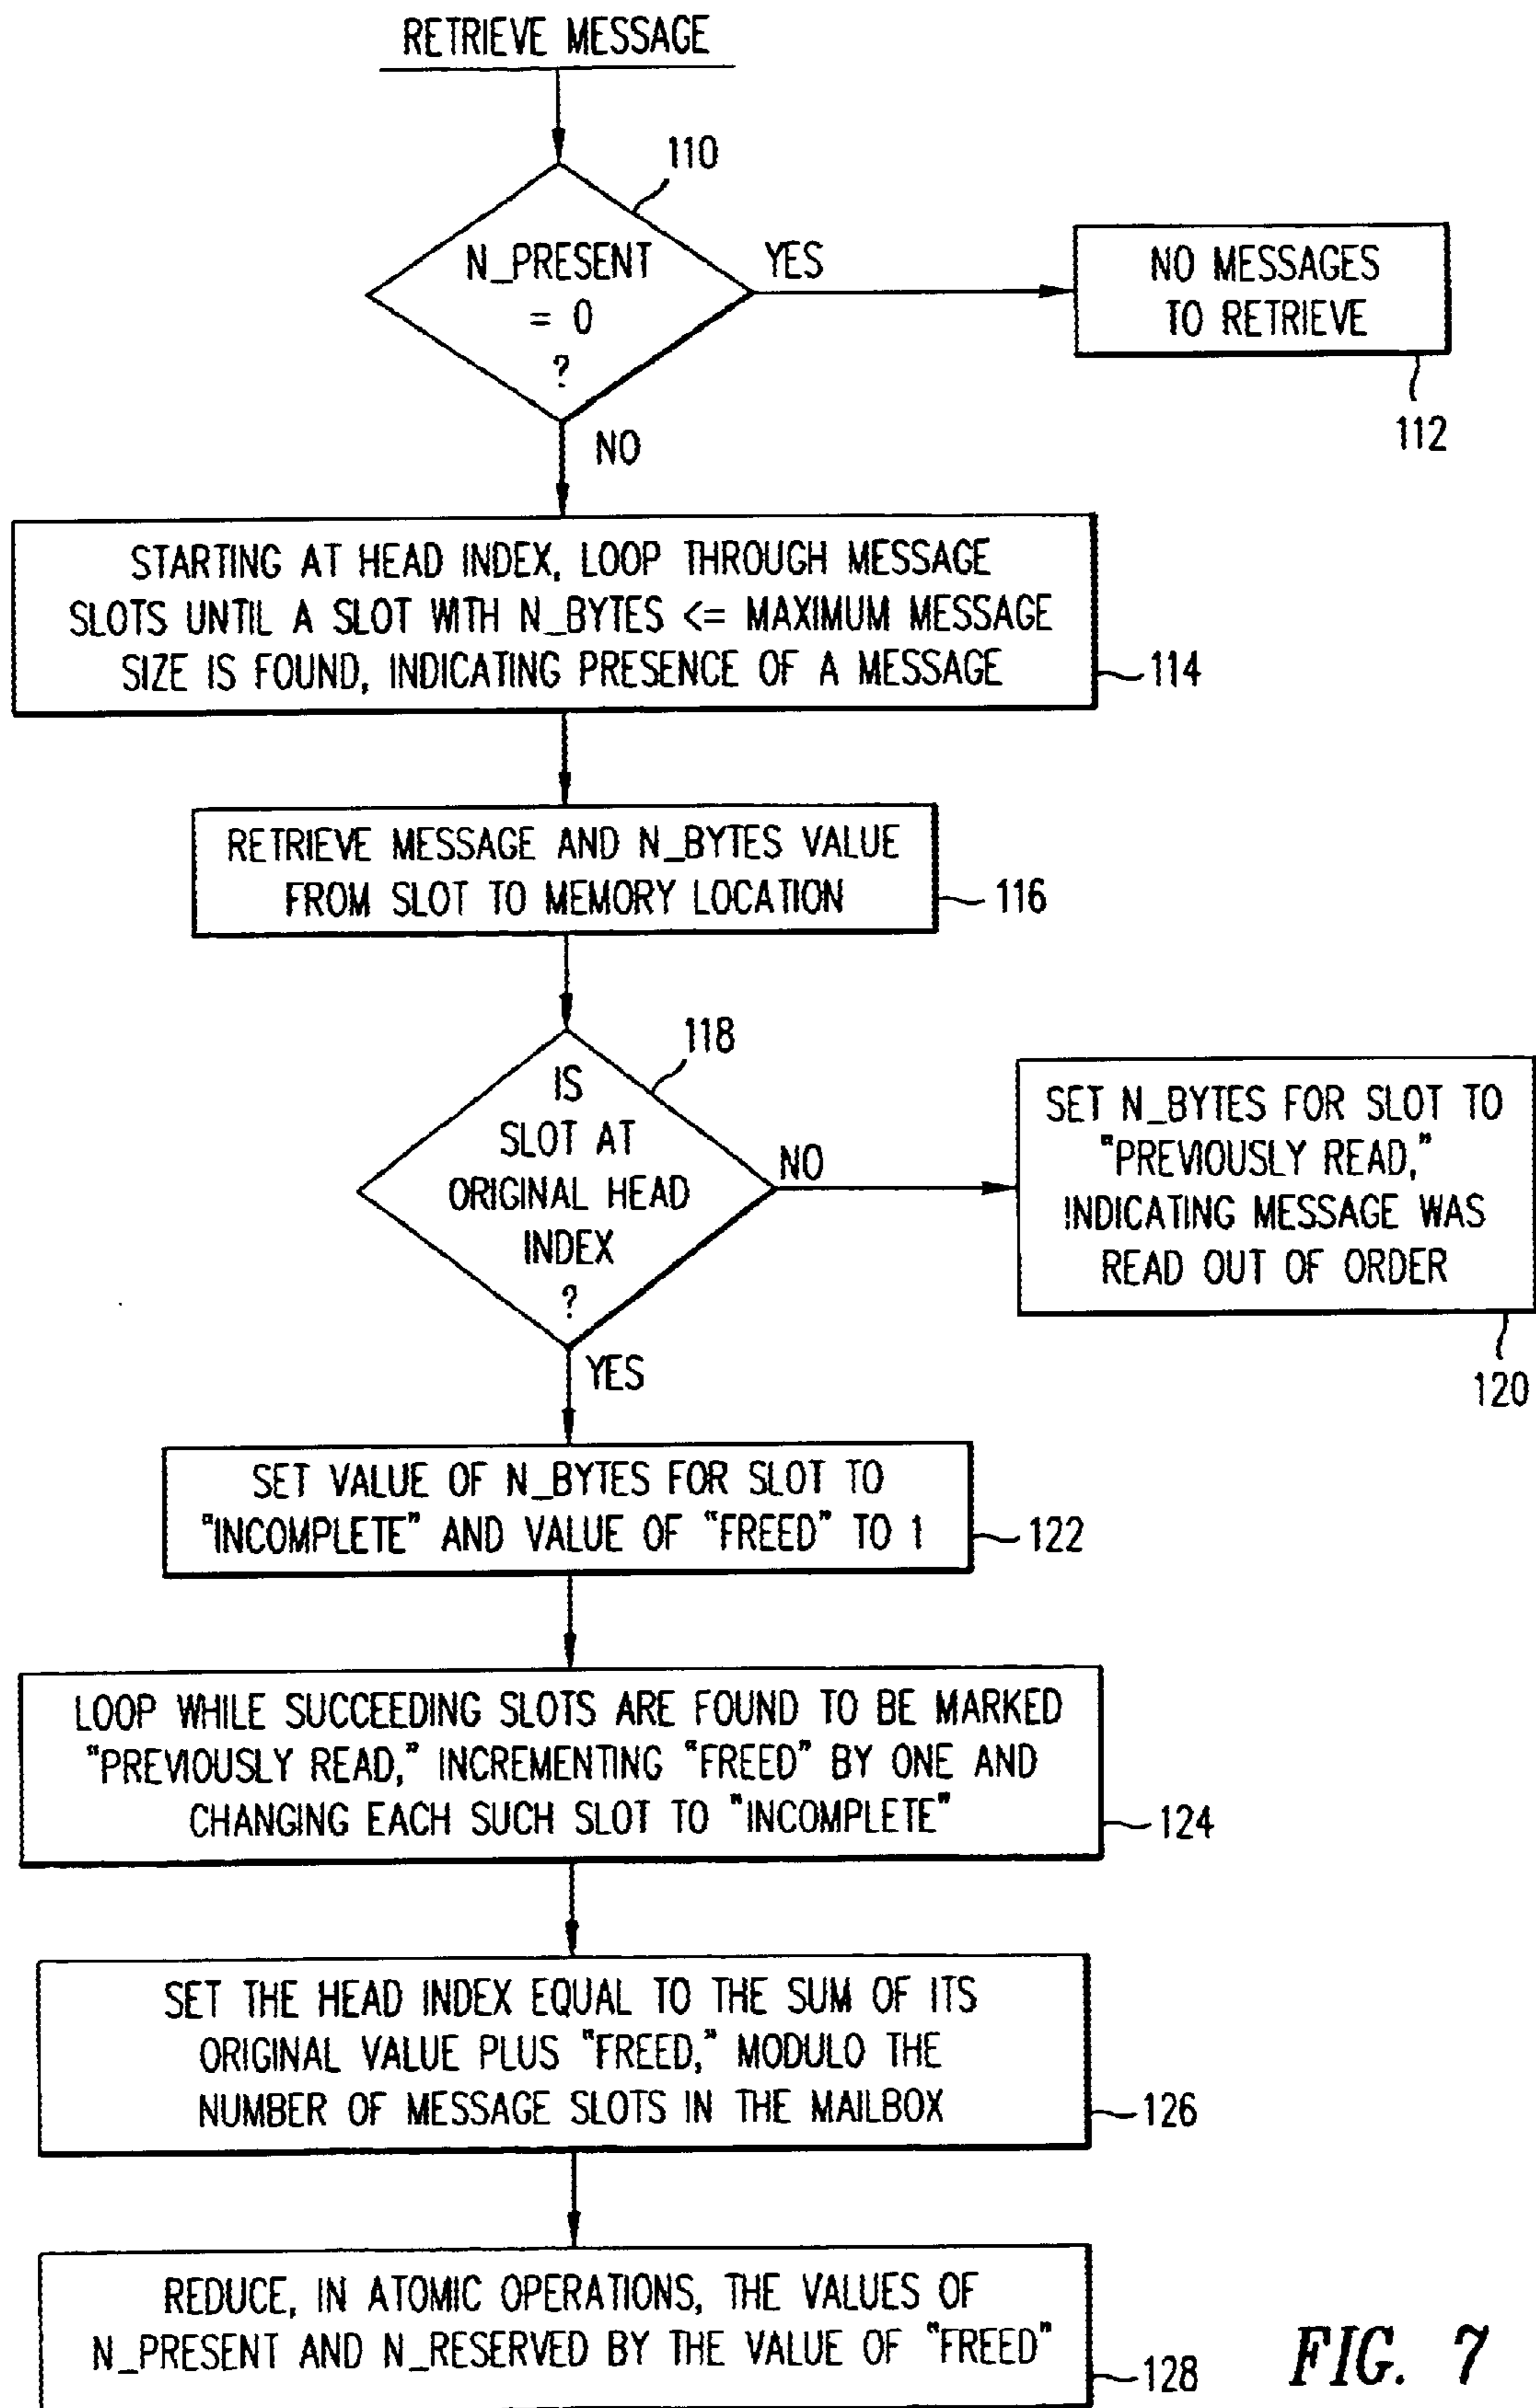 RETRIEVE MESSAGE
110
N_PRESENT
= 0
?
YES
NO MESSAGES
TO RETRIEVE
112
NO
STARTING AT HEAD INDEX, LOOP THROUGH MESSAGE
SLOTS UNTIL A SLOT WITH N_BYTES <= MAXIMUM MESSAGE
SIZE IS FOUND, INDICATING PRESENCE OF A MESSAGE
114
RETRIEVE MESSAGE AND N_BYTES VALUE
FROM SLOT TO MEMORY LOCATION
116
118
IS
SLOT AT
ORIGINAL HEAD
INDEX
?
NO
SET N_BYTES FOR SLOT TO
"PREVIOUSLY READ,"
INDICATING MESSAGE WAS
READ OUT OF ORDER
120
YES
SET VALUE OF N_BYTES FOR SLOT TO
"INCOMPLETE" AND VALUE OF "FREED" TO 1
122
LOOP WHILE SUCCEEDING SLOTS ARE FOUND TO BE MARKED
"PREVIOUSLY READ," INCREMENTING "FREED" BY ONE AND
CHANGING EACH SUCH SLOT TO "INCOMPLETE"
124
SET THE HEAD INDEX EQUAL TO THE SUM OF ITS
ORIGINAL VALUE PLUS "FREED," MODULO THE
NUMBER OF MESSAGE SLOTS IN THE MAILBOX
126
REDUCE, IN ATOMIC OPERATIONS, THE VALUES OF
N_PRESENT AND N_RESERVED BY THE VALUE OF "FREED"
128
FIG. 7